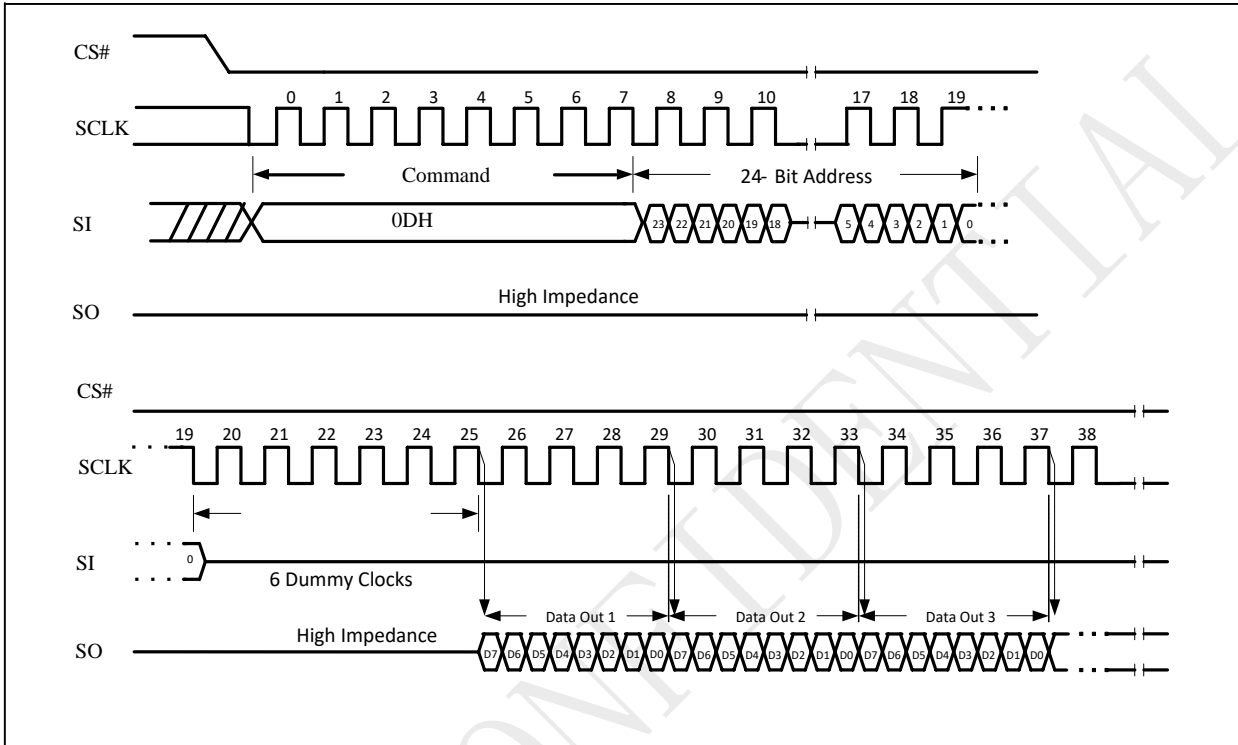 CS#
0 1 2 3 4 5 6 7 8 9 10 17 18 19
SCLK
Command 24- Bit Address
SI 0DH 23 22 21 20 19 18 5 4 3 2 1 0
High Impedance
SO
CS#
19 20 21 22 23 24 25 26 27 28 29 30 31 32 33 34 35 36 37 38
SCLK
SI 0
6 Dummy Clocks
Data Out 1 Data Out 2 Data Out 3
High Impedance
SO D7 D6 D5 D4 D3 D2 D1 D0 D7 D6 D5 D4 D3 D2 D1 D0 D7 D6 D5 D4 D3 D2 D1 D0
ONFIDENTIAL